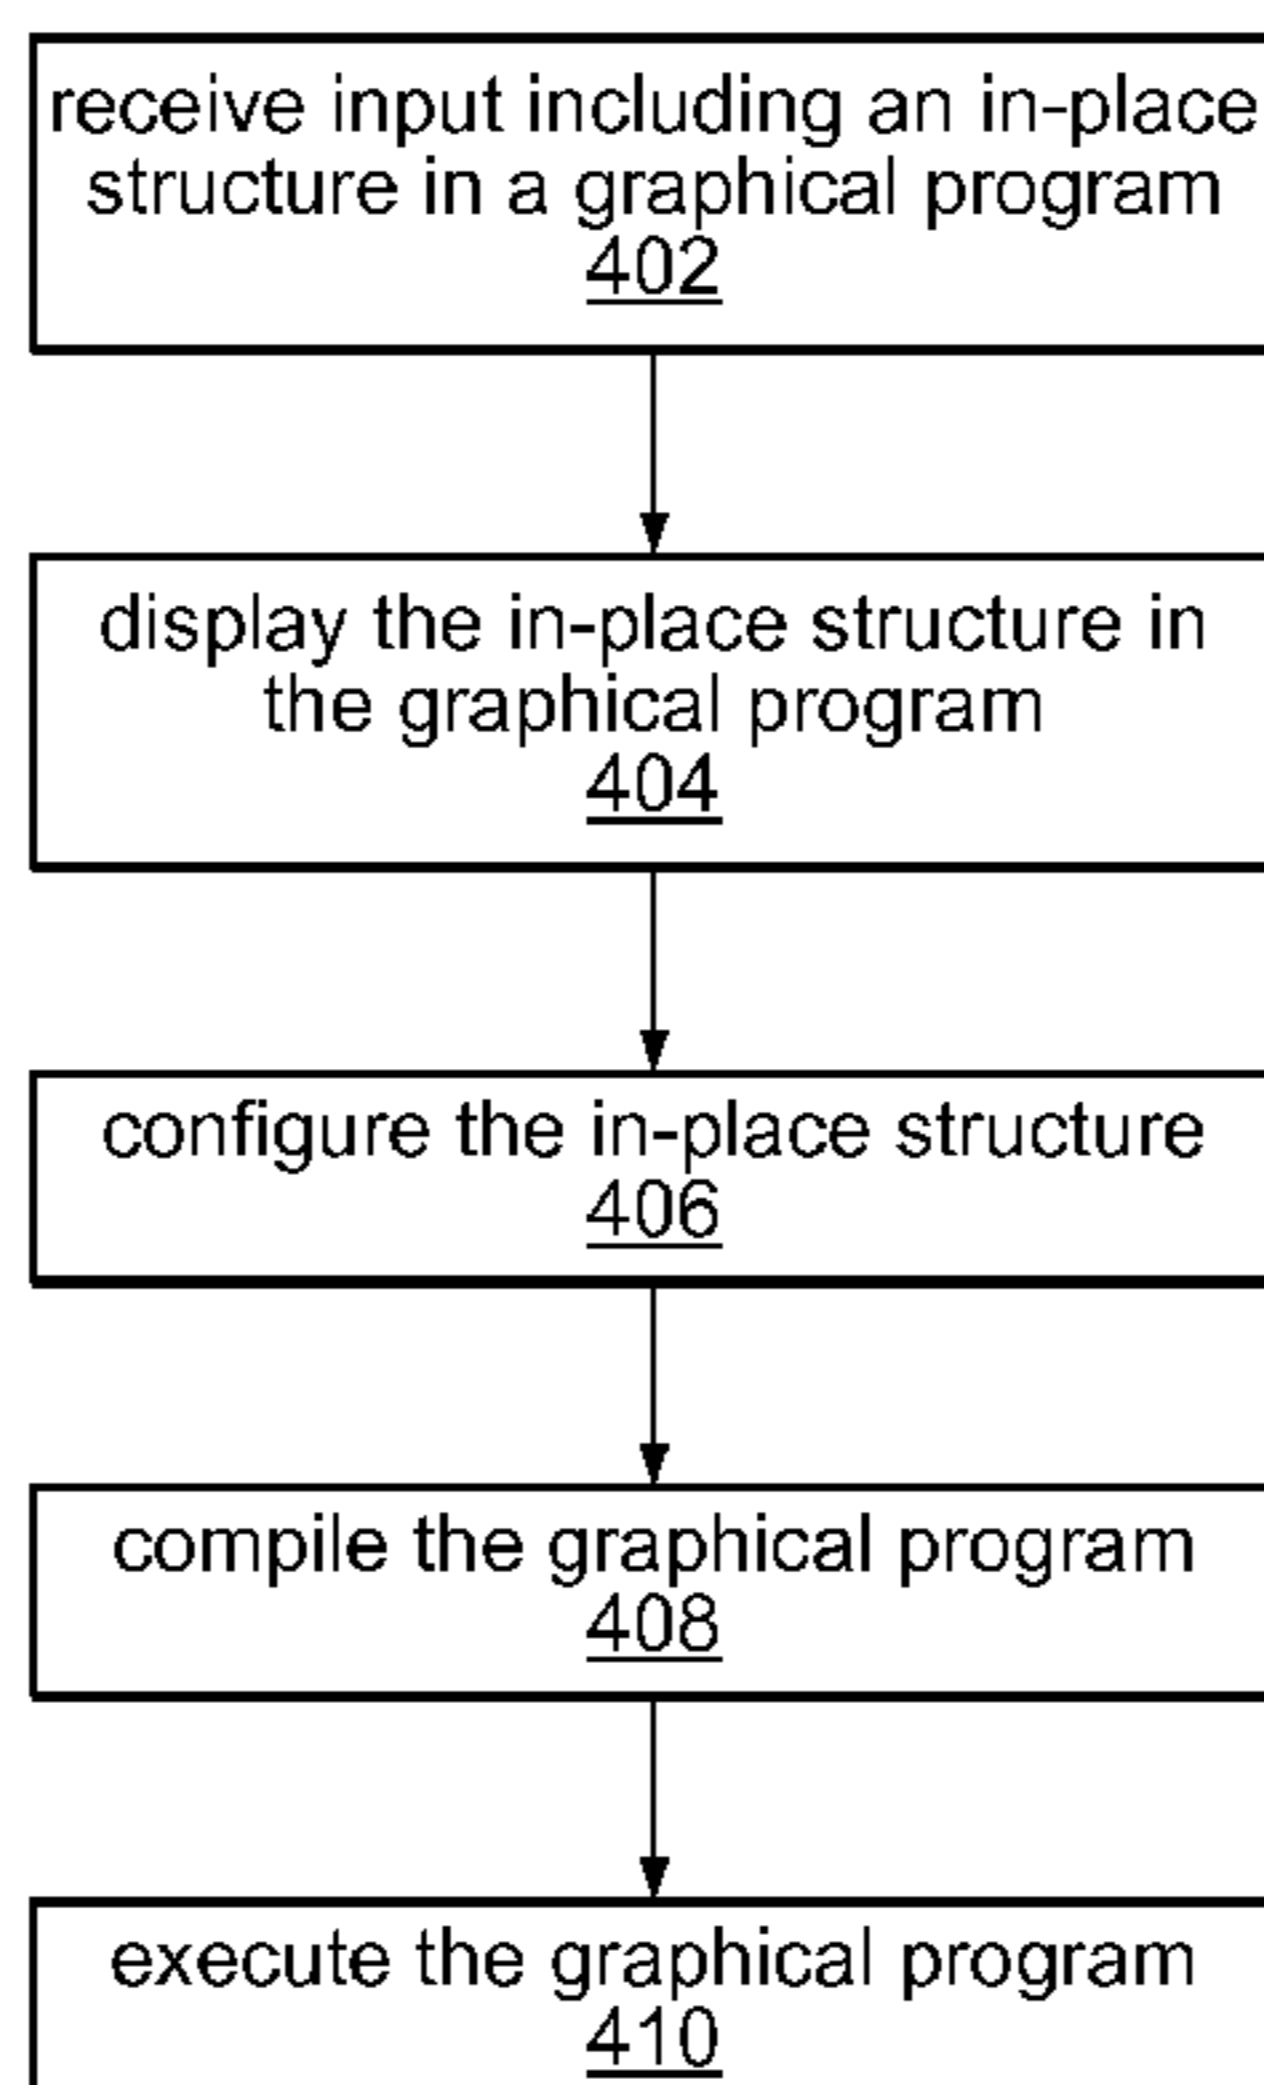 receive input including an in-place
structure in a graphical program
402
display the in-place structure in
the graphical program
404
configure the in-place structure
406
compile the graphical program
408
execute the graphical program
410